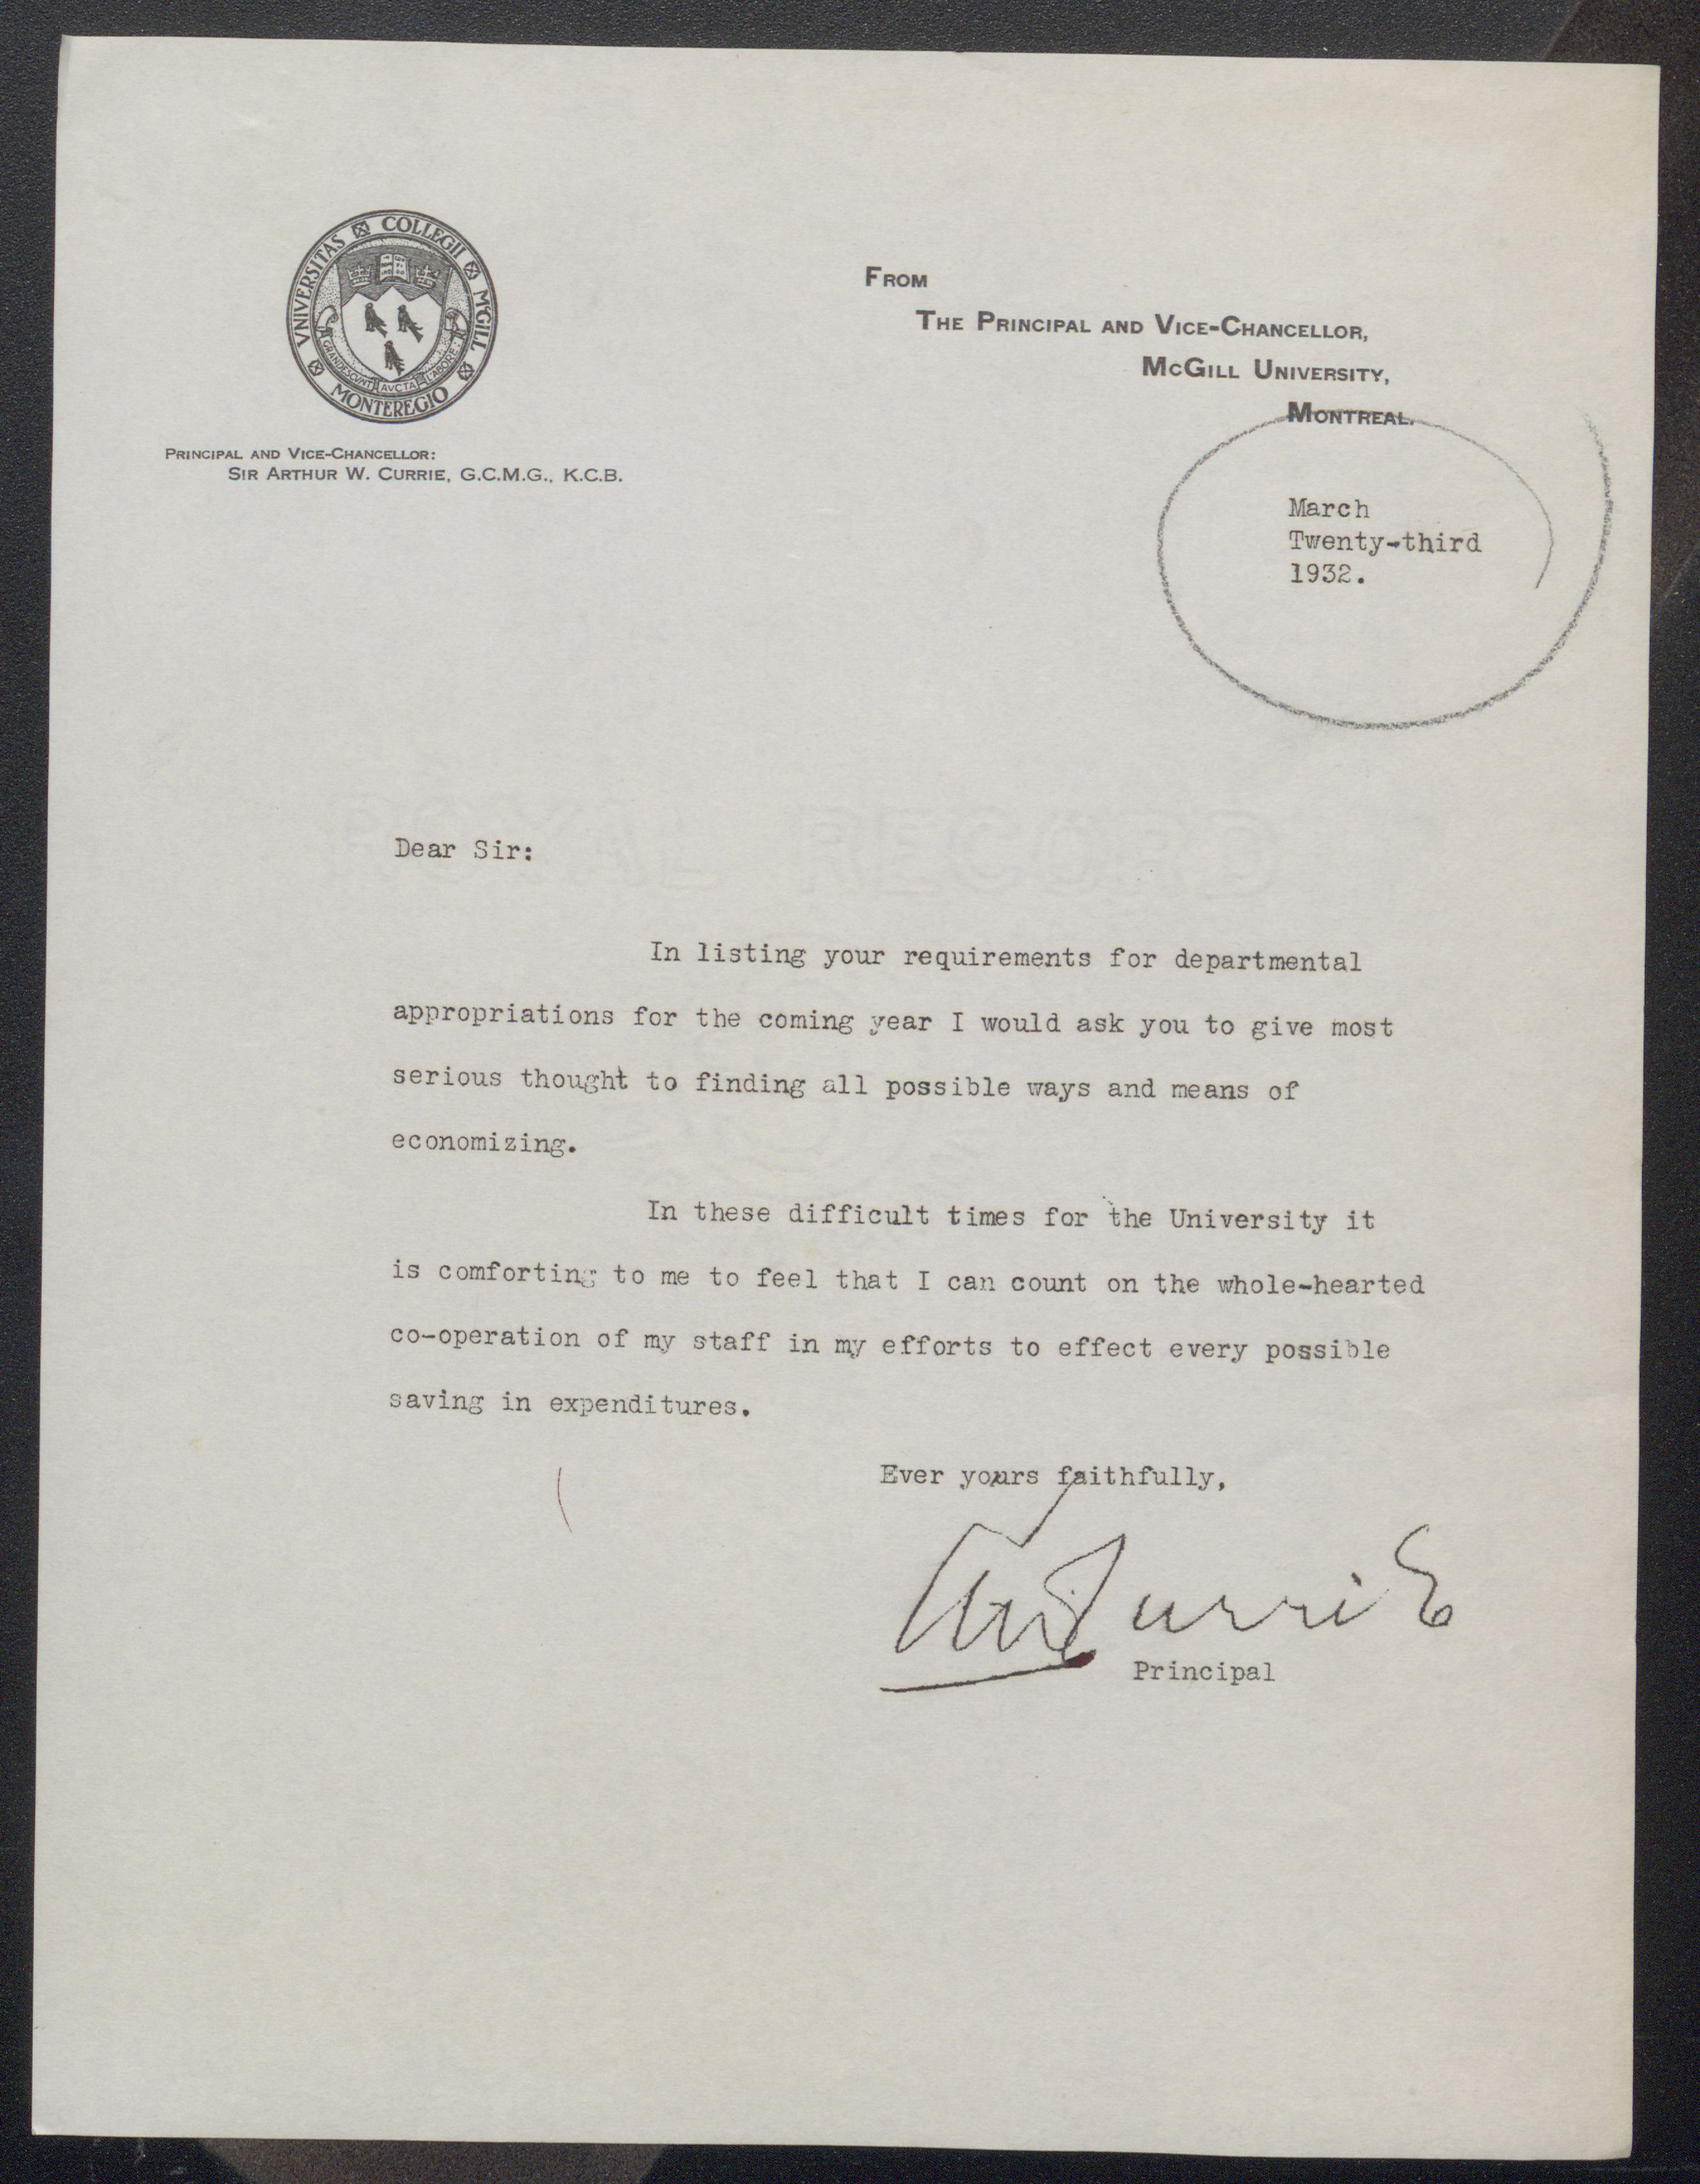 VNIVERSITAS COLLEGII MCGILL
MONTEREGIO
GRANDESCVNT AVCTA LABORE
PRINCIPAL AND VICE-CHANCELLOR:
SIR ARTHUR W. CURRIE, G.C.M.G., K.C.B.
FROM
THE PRINCIPAL AND VICE-CHANCELLOR,
MCGILL UNIVERSITY,
MONTREAL.
March
Twenty-third
1932.
Dear Sir:
In listing your requirements for departmental
appropriations for the coming year I would ask you to give most
serious thought to finding all possible ways and means of
economizing.
In these difficult times for the University it
is comforting to me to feel that I can count on the whole-hearted
co-operation of my staff in my efforts to effect every possible
saving in expenditures.
Ever yours faithfully,
AWCurrie
Principal